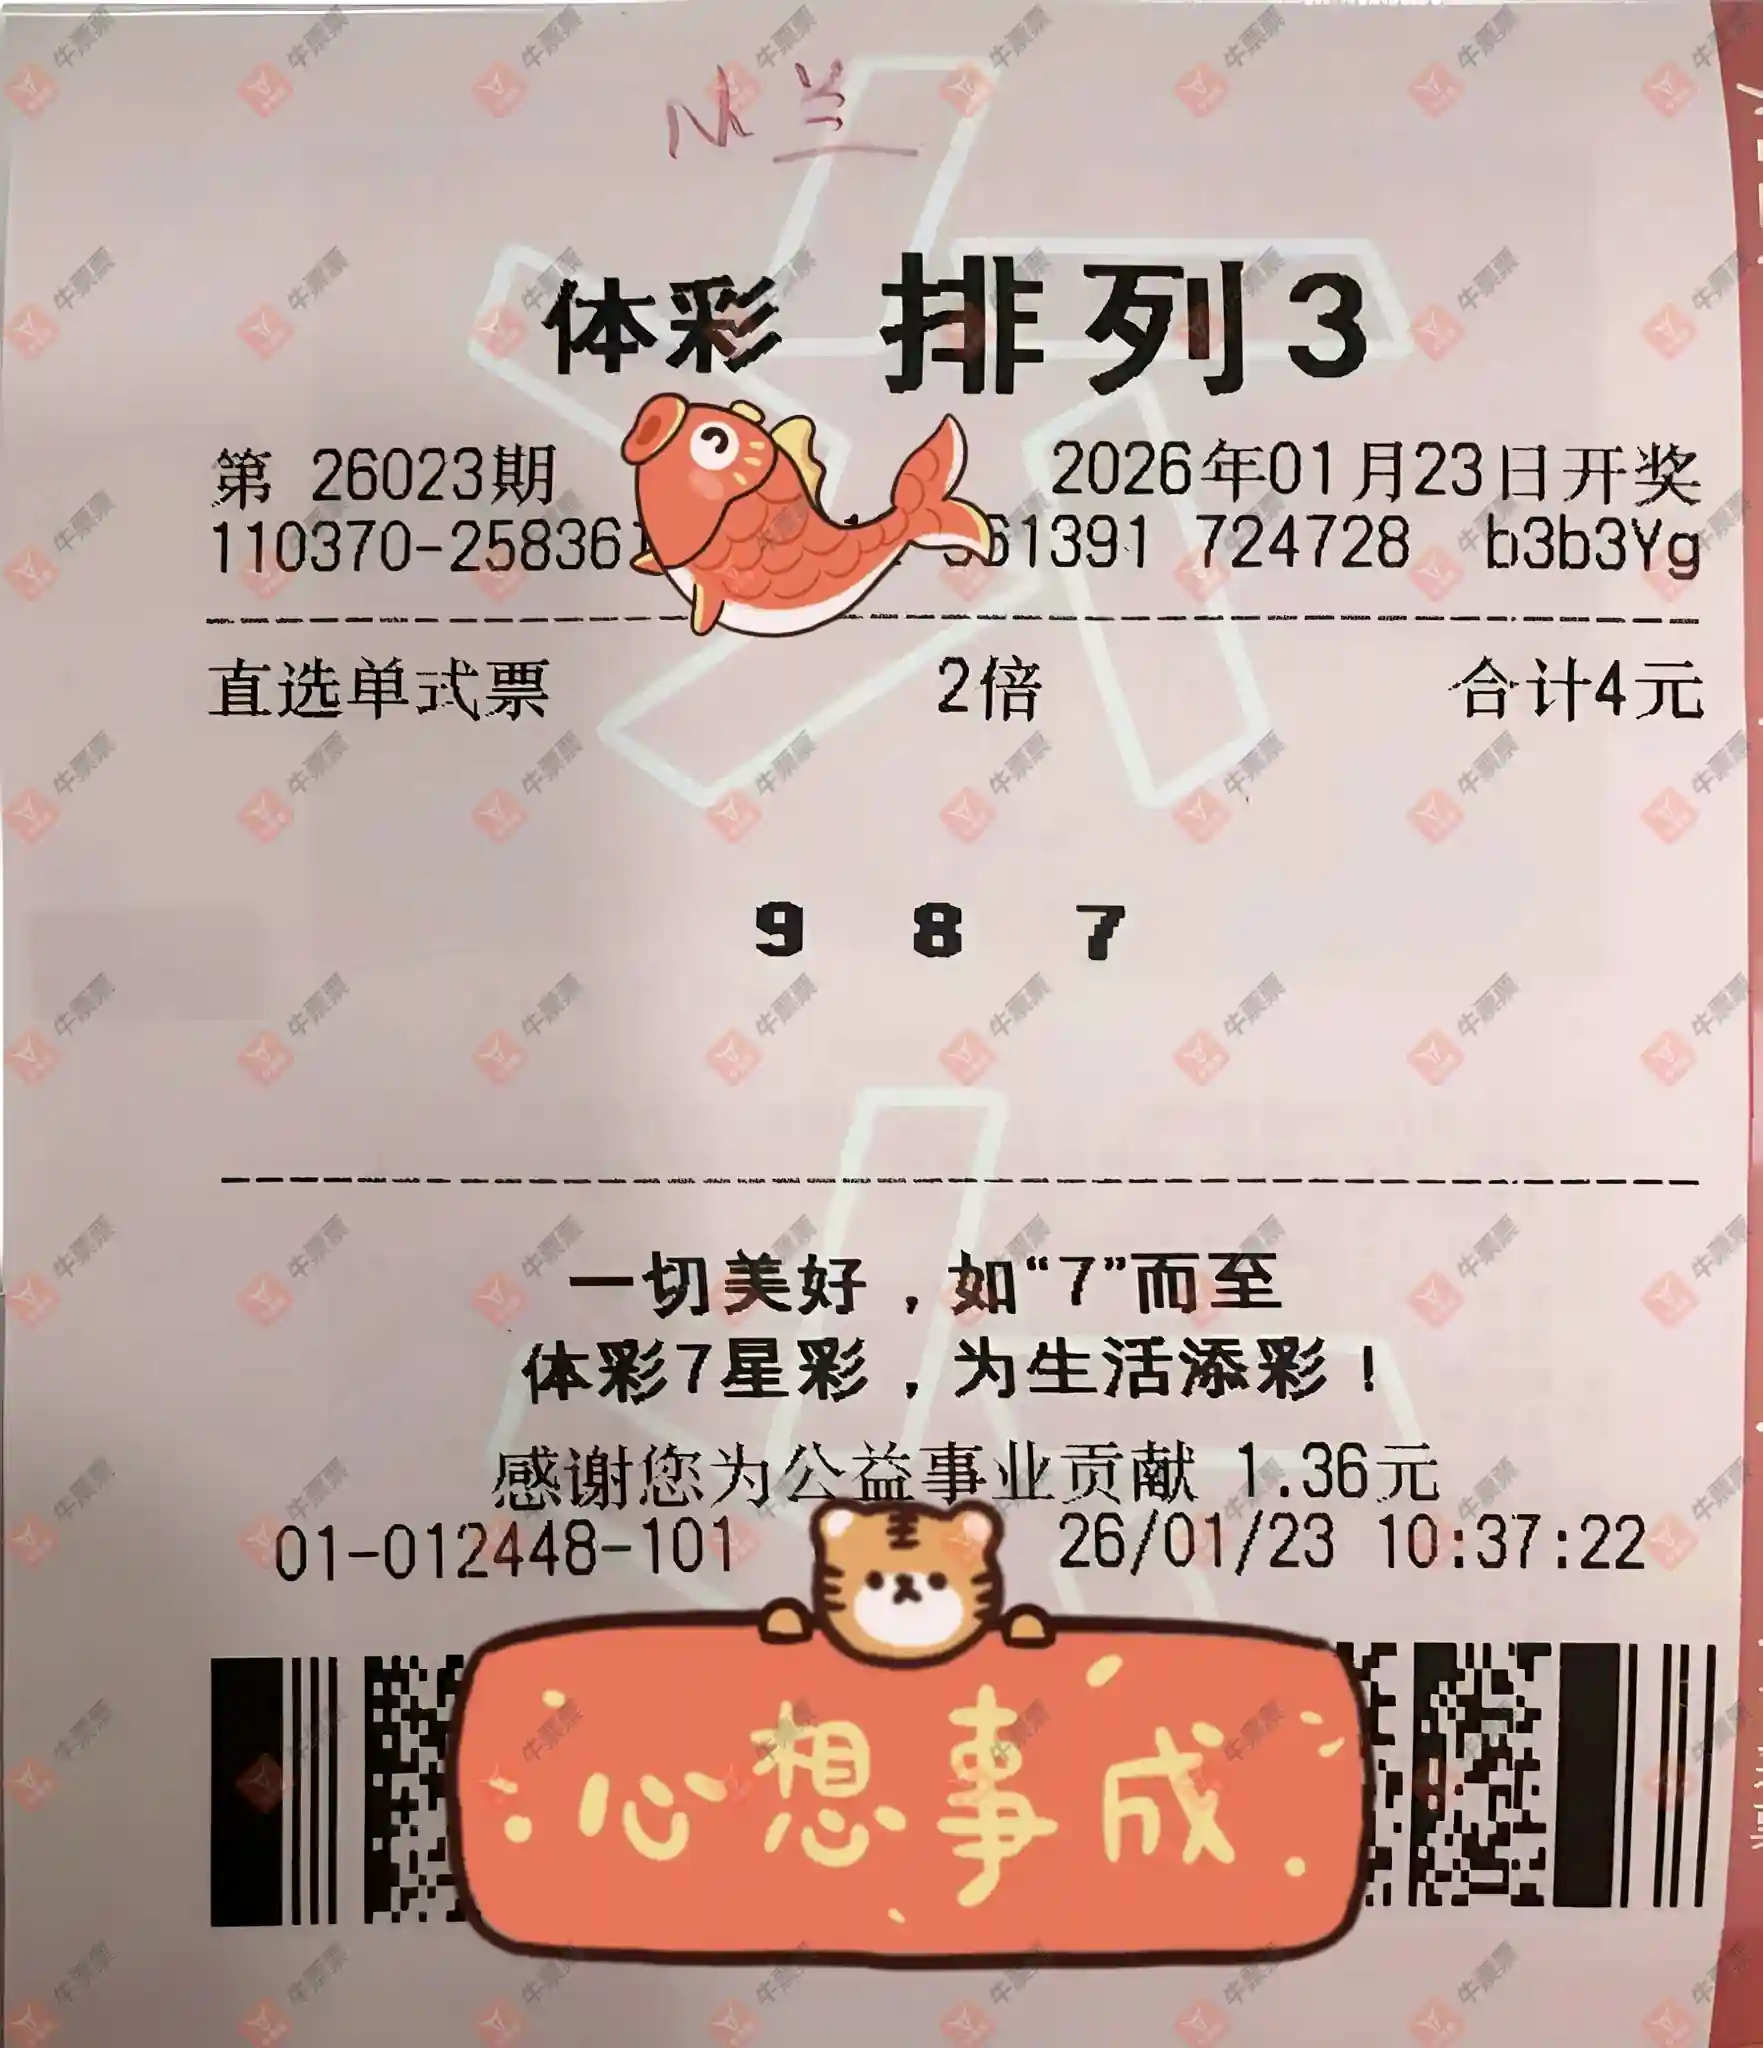 体彩 排列3
第 26023期 2026年01月23日开奖
110370-25836 61391 724728 b3b3Yg
直选单式票 2倍 合计4元
9 8 7
一切美好，如“7”而至
体彩7星彩，为生活添彩！
感谢您为公益事业贡献 1.36元
01-012448-101 26/01/23 10:37:22
心想事成
牛票票